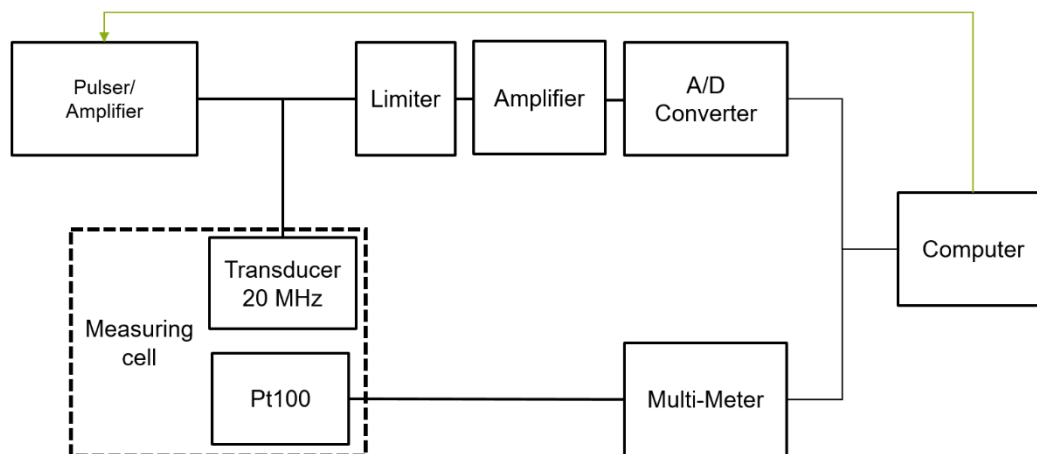 Pulser/
Amplifier
Limiter
Amplifier
A/D
Converter
Computer
Transducer
20 MHz
Measuring
cell
Pt100
Multi-Meter